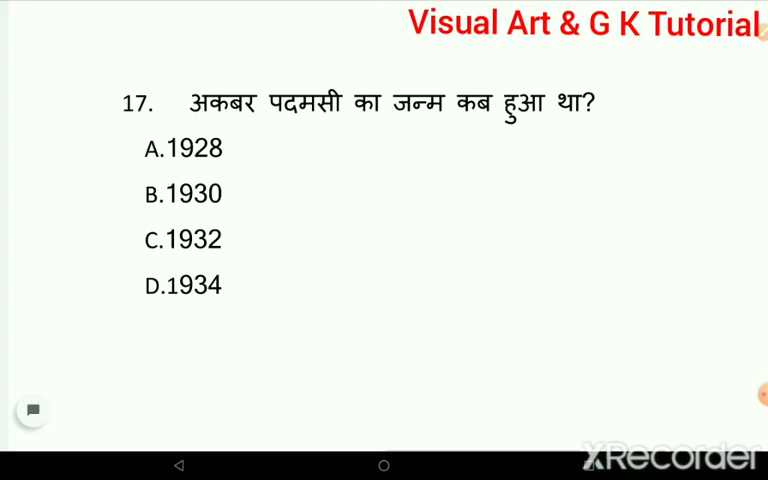 Visual Art & G K Tutorial
17. अकबर पदमसी का जन्म कब हुआ था?
A.1928
B.1930
C.1932
D.1934
XRecorder